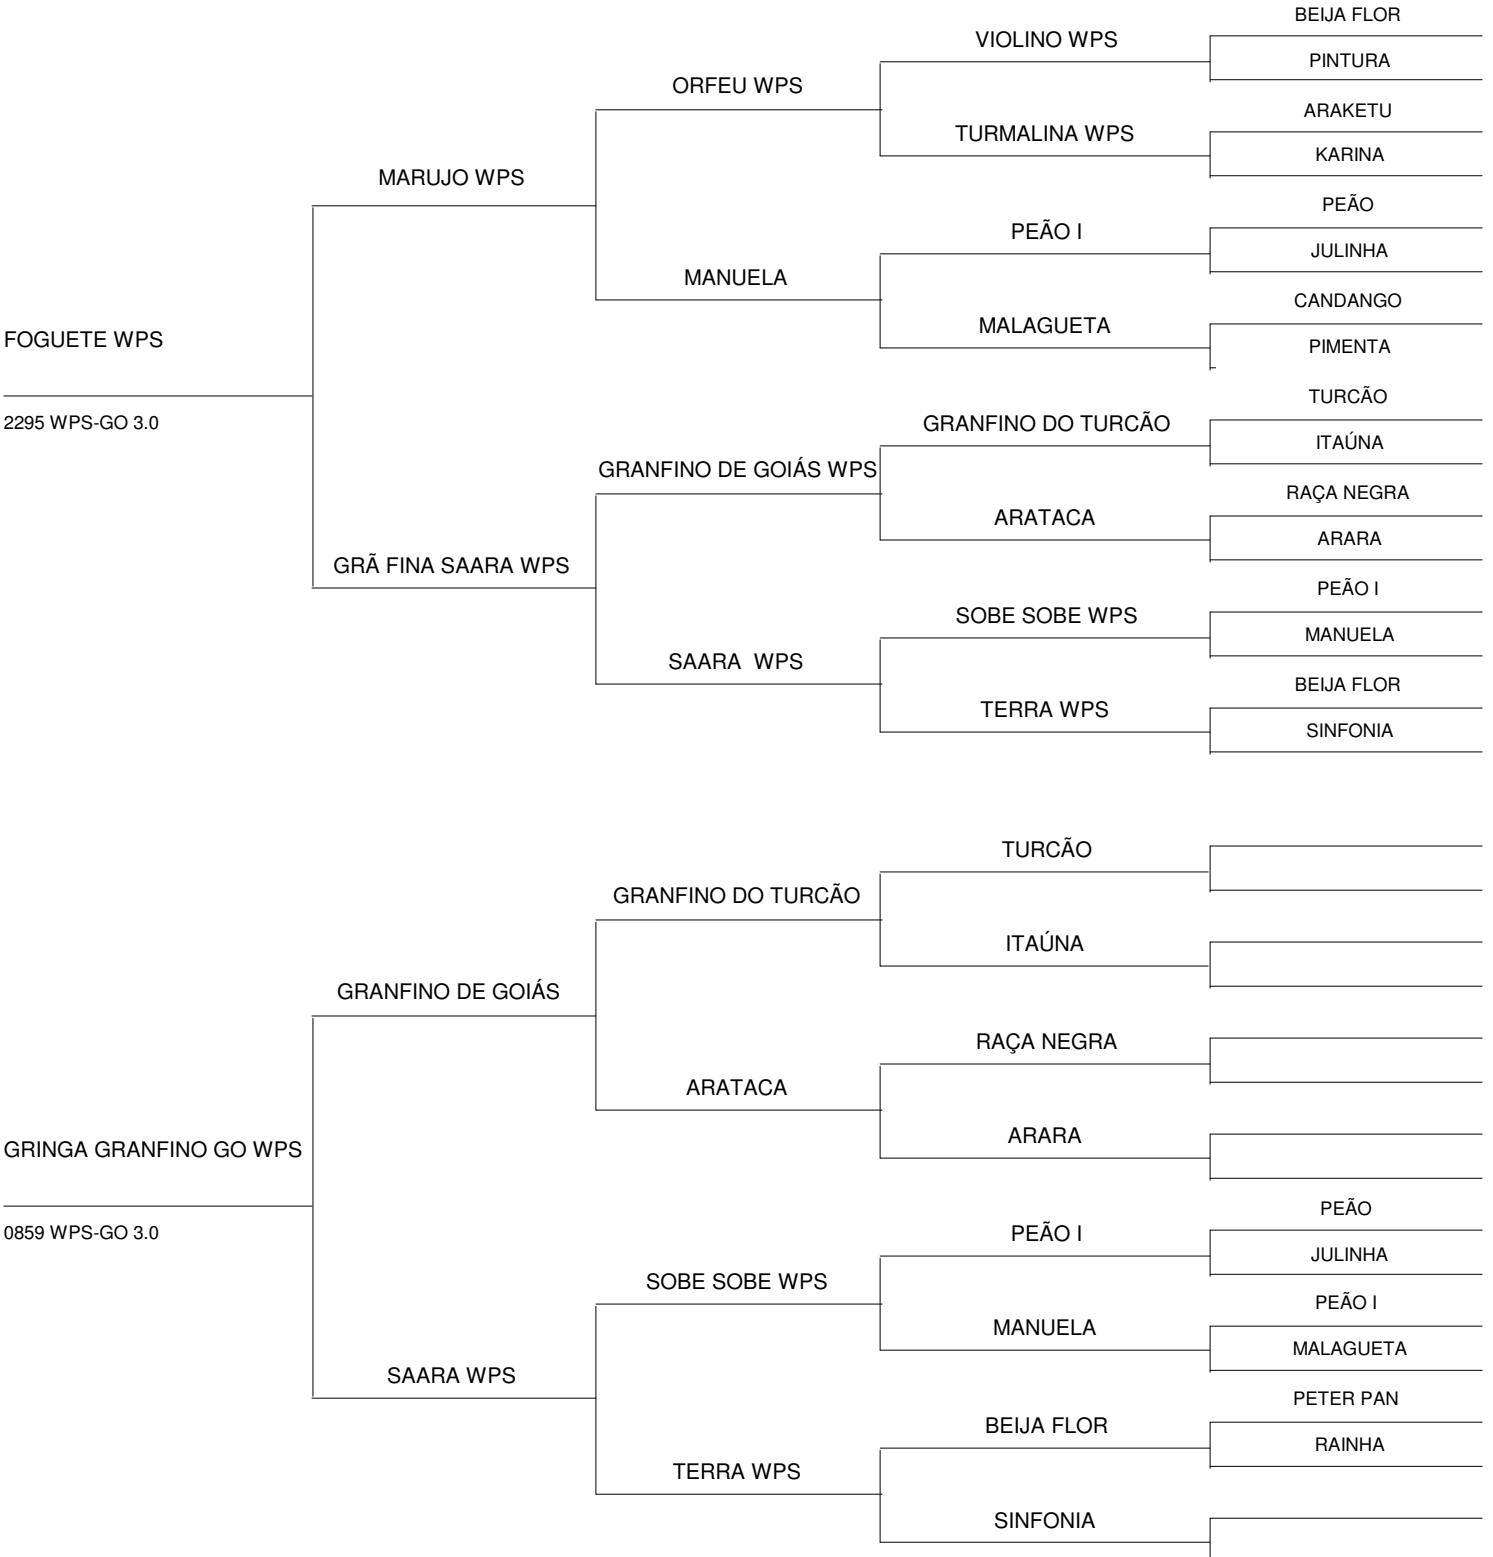 BEIJA FLOR
VIOLINO WPS
PINTURA
ORFEU WPS
ARAKETU
TURMALINA WPS
KARINA
MARUJO WPS
PEÃO
PEÃO I
JULINHA
MANUELA
CANDANGO
MALAGUETA
FOGUETE WPS
PIMENTA
TURCÃO
2295 WPS-GO 3.0
GRANFINO DO TURCÃO
ITAÚNA
GRANFINO DE GOIÁS WPS
RAÇA NEGRA
ARATACA
ARARA
GRÃ FINA SAARA WPS
PEÃO I
SOBE SOBE WPS
MANUELA
SAARA  WPS
BEIJA FLOR
TERRA WPS
SINFONIA
TURCÃO
GRANFINO DO TURCÃO
ITAÚNA
GRANFINO DE GOIÁS
RAÇA NEGRA
ARATACA
ARARA
GRINGA GRANFINO GO WPS
PEÃO
0859 WPS-GO 3.0
PEÃO I
JULINHA
SOBE SOBE WPS
PEÃO I
MANUELA
MALAGUETA
SAARA WPS
PETER PAN
BEIJA FLOR
RAINHA
TERRA WPS
SINFONIA